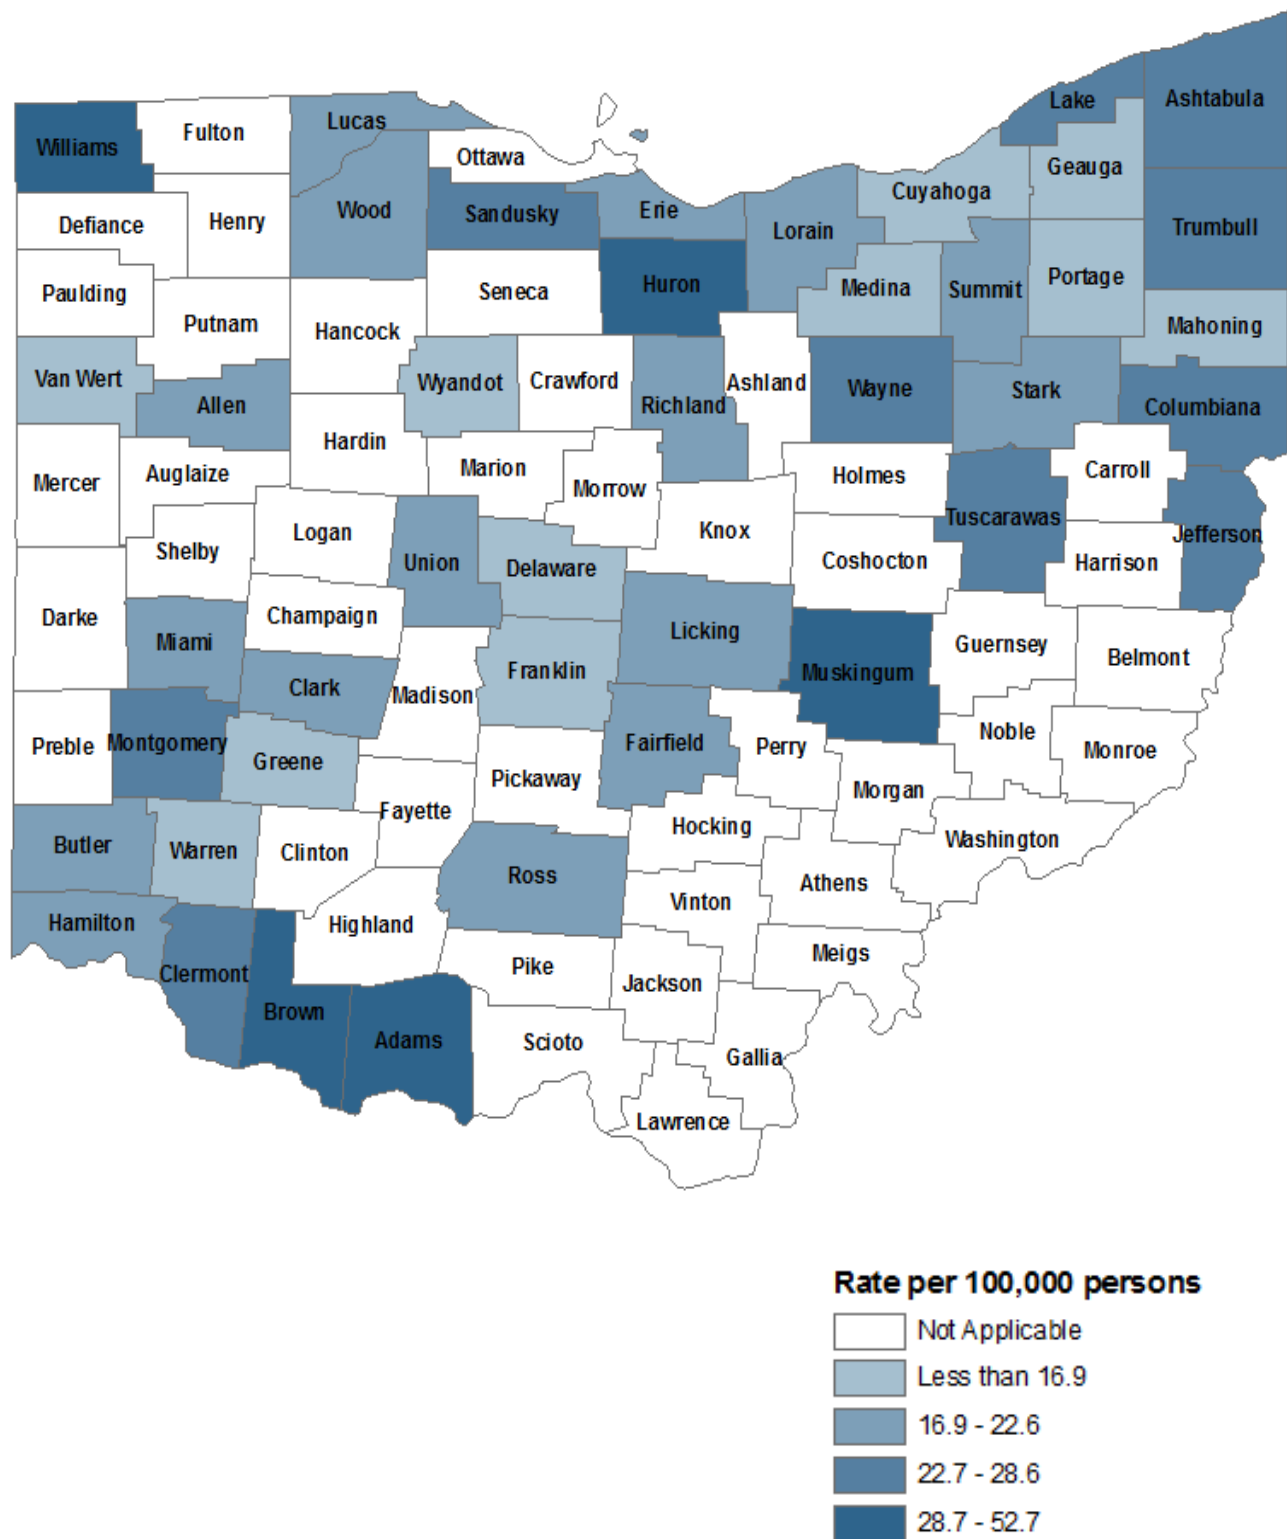 Ashtabula
Lake
Lucas
Fulton
Williams
Ottawa
Geauga
Cuyahoga
Wood
Erie
Sandusky
Henry
Defiance
Trumbull
Lorain
Portage
Huron
Medina
Summit
Seneca
Paulding
Putnam
Hancock
Mahoning
Van Wert
Wyandot
Crawford
Ashland
Wayne
Stark
Allen
Richland
Columbiana
Hardin
Marion
Auglaize
Mercer
Morrow
Holmes
Carroll
Tuscarawas
Logan
Knox
Jefferson
Shelby
Union
Delaware
Coshocton
Harrison
Darke
Champaign
Miami
Licking
Guernsey
Belmont
Franklin
Muskingum
Clark
Madison
Preble
Montgomery
Fairfield
Perry
Noble
Monroe
Greene
Pickaway
Morgan
Fayette
Hocking
Washington
Butler
Warren
Clinton
Ross
Athens
Vinton
Hamilton
Highland
Meigs
Clermont
Pike
Jackson
Brown
Adams
Scioto
Gallia
Lawrence
Rate per 100,000 persons
Not Applicable
Less than 16.9
16.9 - 22.6
22.7 - 28.6
28.7 - 52.7